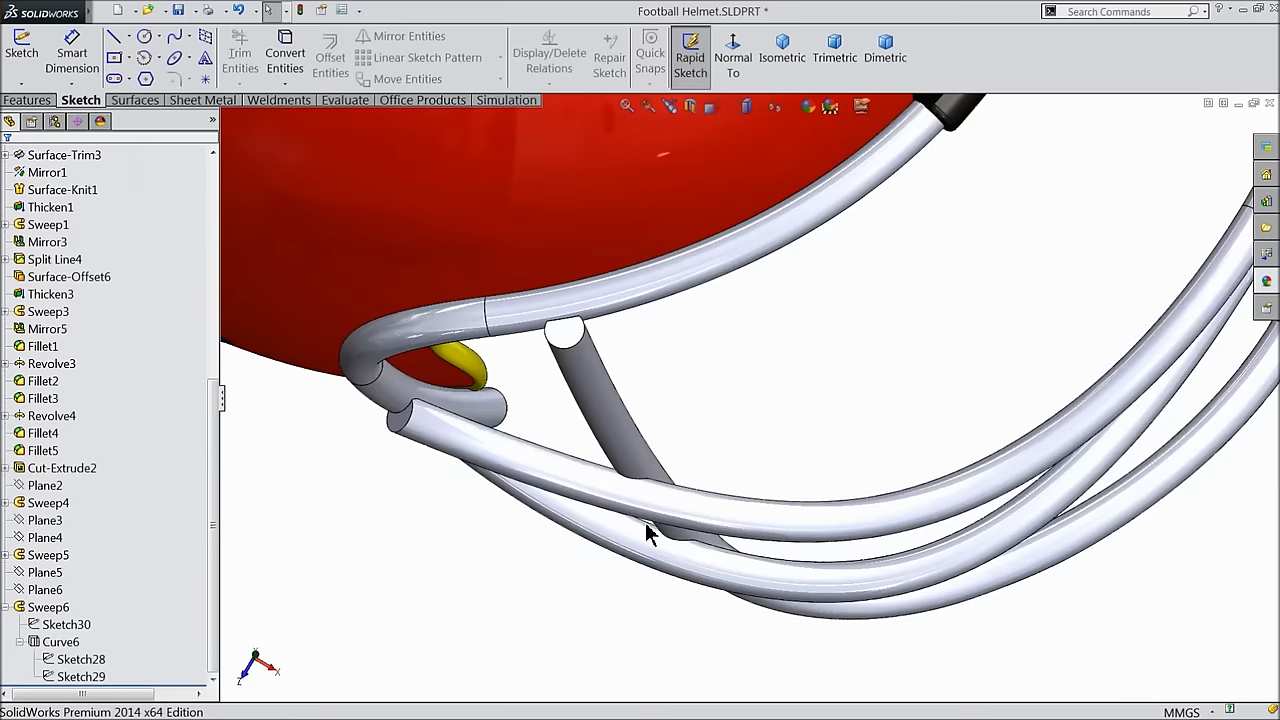 SOLIDWORKS
Football Helmet.SLDPRT *
Search Commands
Sketch
Smart Dimension
Trim Entities
Convert Entities
Offset Entities
Mirror Entities
Linear Sketch Pattern
Move Entities
Display/Delete Relations
Repair Sketch
Quick Snaps
Rapid Sketch
Normal To
Isometric
Trimetric
Dimetric
Features
Sketch
Surfaces
Sheet Metal
Weldments
Evaluate
Office Products
Simulation
Surface-Trim3
Mirror1
Surface-Knit1
Thicken1
Sweep1
Mirror3
Split Line4
Surface-Offset6
Thicken3
Sweep3
Mirror5
Fillet1
Revolve3
Fillet2
Fillet3
Revolve4
Fillet4
Fillet5
Cut-Extrude2
Plane2
Sweep4
Plane3
Plane4
Sweep5
Plane5
Plane6
Sweep6
Sketch30
Curve6
Sketch28
Sketch29
SolidWorks Premium 2014 x64 Edition
MMGS